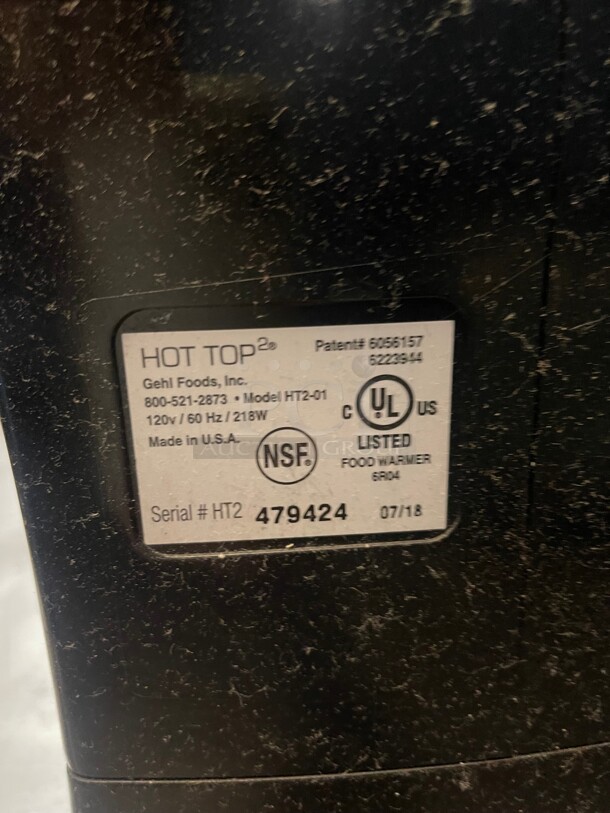 HOT TOP2®
Patent# 6056157
6223944
Gehl Foods, Inc.
800-521-2873 • Model HT2-01
120v / 60 Hz / 218W
Made in U.S.A.
NSF.
C UL US
LISTED
FOOD WARMER
6R04
Serial # HT2 479424 07/18